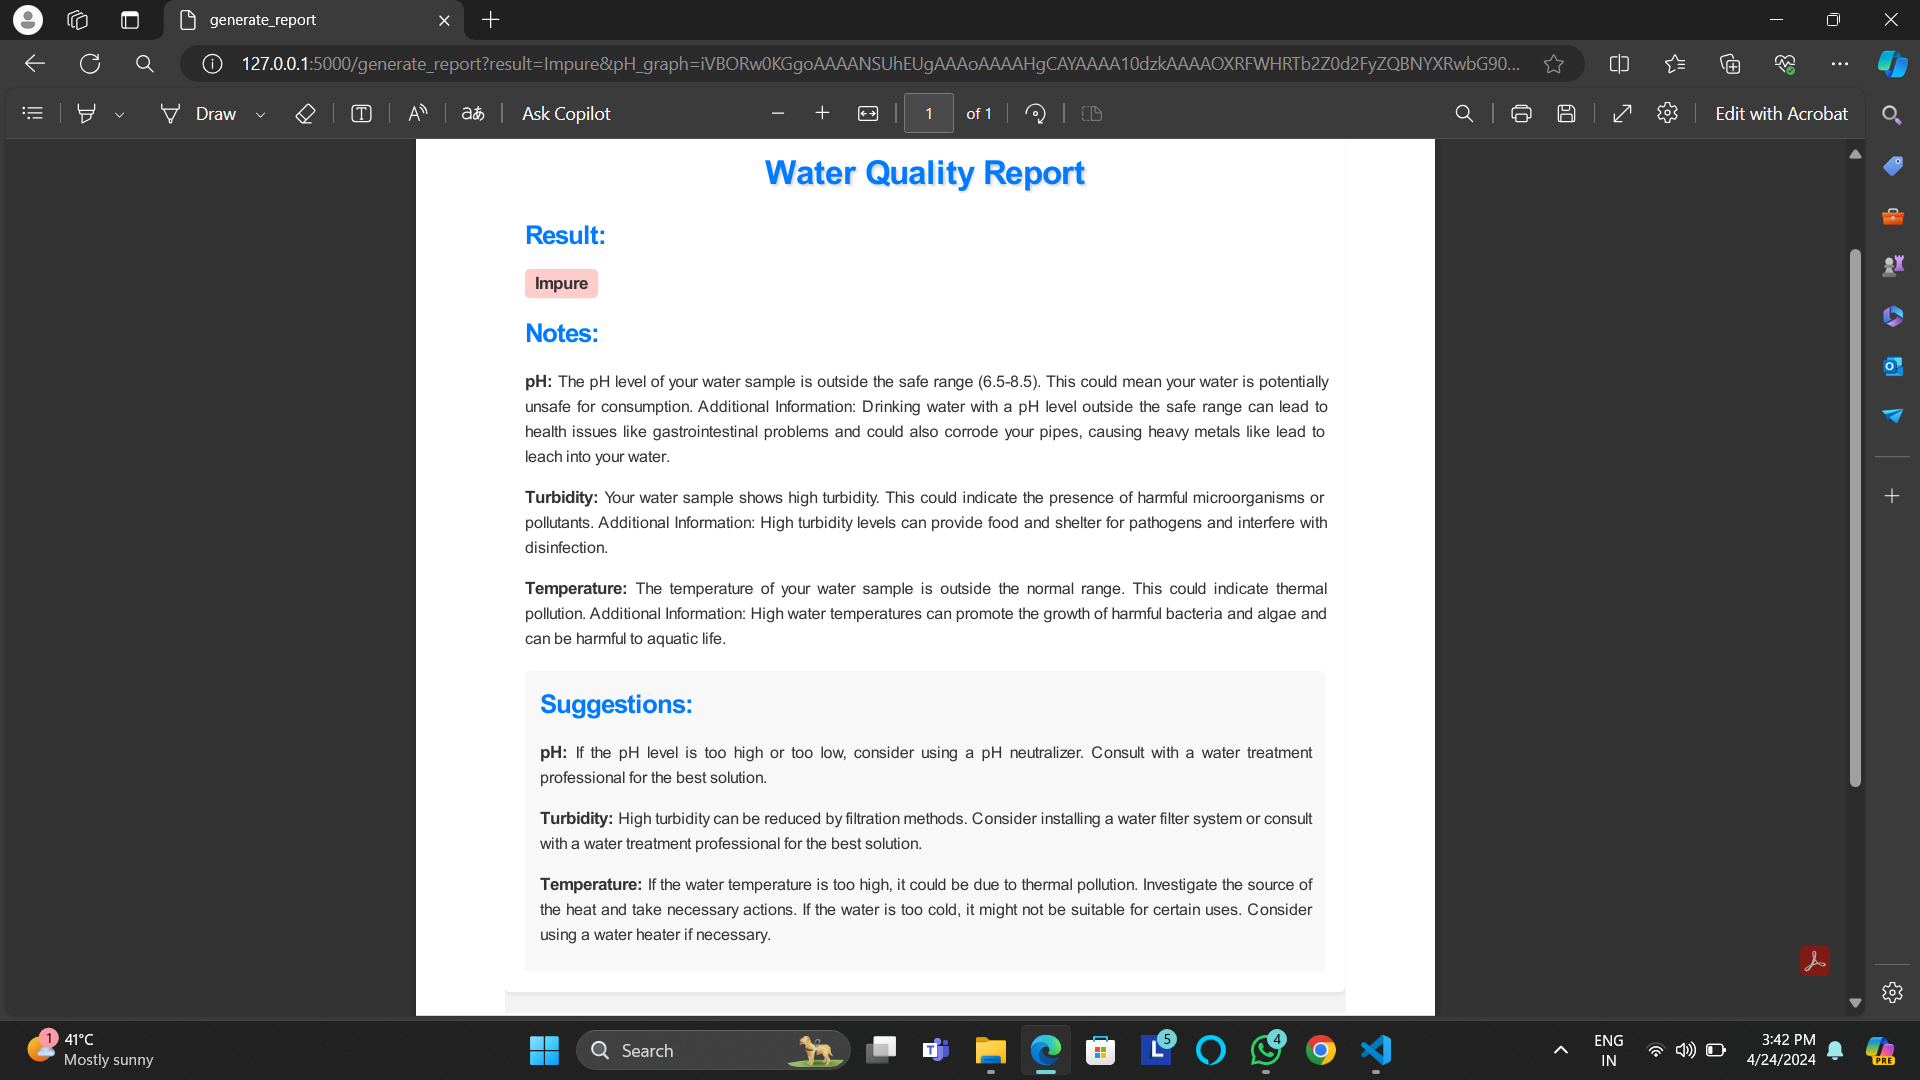 generate_report
127.0.0.1:5000/generate_report?result=Impure&pH_graph=iVBORw0KGgoAAAANSUhEUgAAAoAAAAHgCAYAAAA10dzkAAAAOXRFWHRTb2Z0d2FyZQBNYXRwbG90...
Draw
T
aあ
Ask Copilot
1
of 1
Edit with Acrobat
Water Quality Report
Result:
Impure
Notes:
pH: The pH level of your water sample is outside the safe range (6.5-8.5). This could mean your water is potentially
unsafe for consumption. Additional Information: Drinking water with a pH level outside the safe range can lead to
health issues like gastrointestinal problems and could also corrode your pipes, causing heavy metals like lead to
leach into your water.
Turbidity: Your water sample shows high turbidity. This could indicate the presence of harmful microorganisms or
pollutants. Additional Information: High turbidity levels can provide food and shelter for pathogens and interfere with
disinfection.
Temperature: The temperature of your water sample is outside the normal range. This could indicate thermal
pollution. Additional Information: High water temperatures can promote the growth of harmful bacteria and algae and
can be harmful to aquatic life.
Suggestions:
pH: If the pH level is too high or too low, consider using a pH neutralizer. Consult with a water treatment
professional for the best solution.
Turbidity: High turbidity can be reduced by filtration methods. Consider installing a water filter system or consult
with a water treatment professional for the best solution.
Temperature: If the water temperature is too high, it could be due to thermal pollution. Investigate the source of
the heat and take necessary actions. If the water is too cold, it might not be suitable for certain uses. Consider
using a water heater if necessary.
1
41°C
Mostly sunny
Search
5
4
ENG
IN
3:42 PM
4/24/2024
PRE